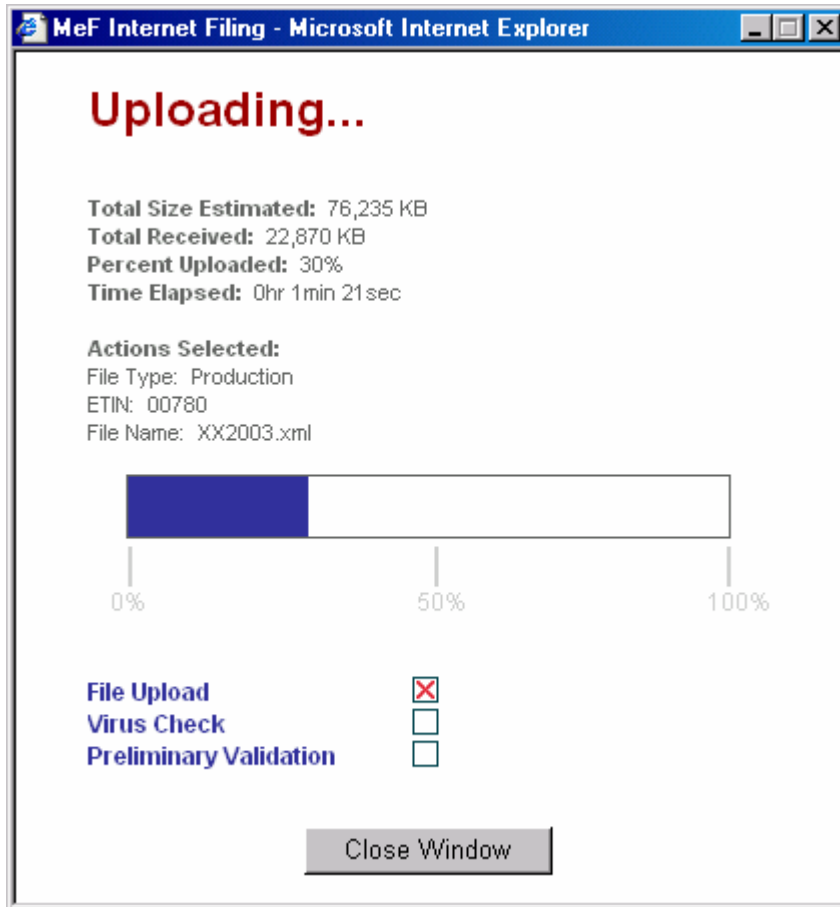 MeF Internet Filing - Microsoft Internet Explorer
Uploading...
Total Size Estimated: 76,235 KB
Total Received: 22,870 KB
Percent Uploaded: 30%
Time Elapsed: 0hr 1min 21sec
Actions Selected:
File Type: Production
ETIN: 00780
File Name: XX2003.xml
0% 50% 100%
File Upload
Virus Check
Preliminary Validation
Close Window